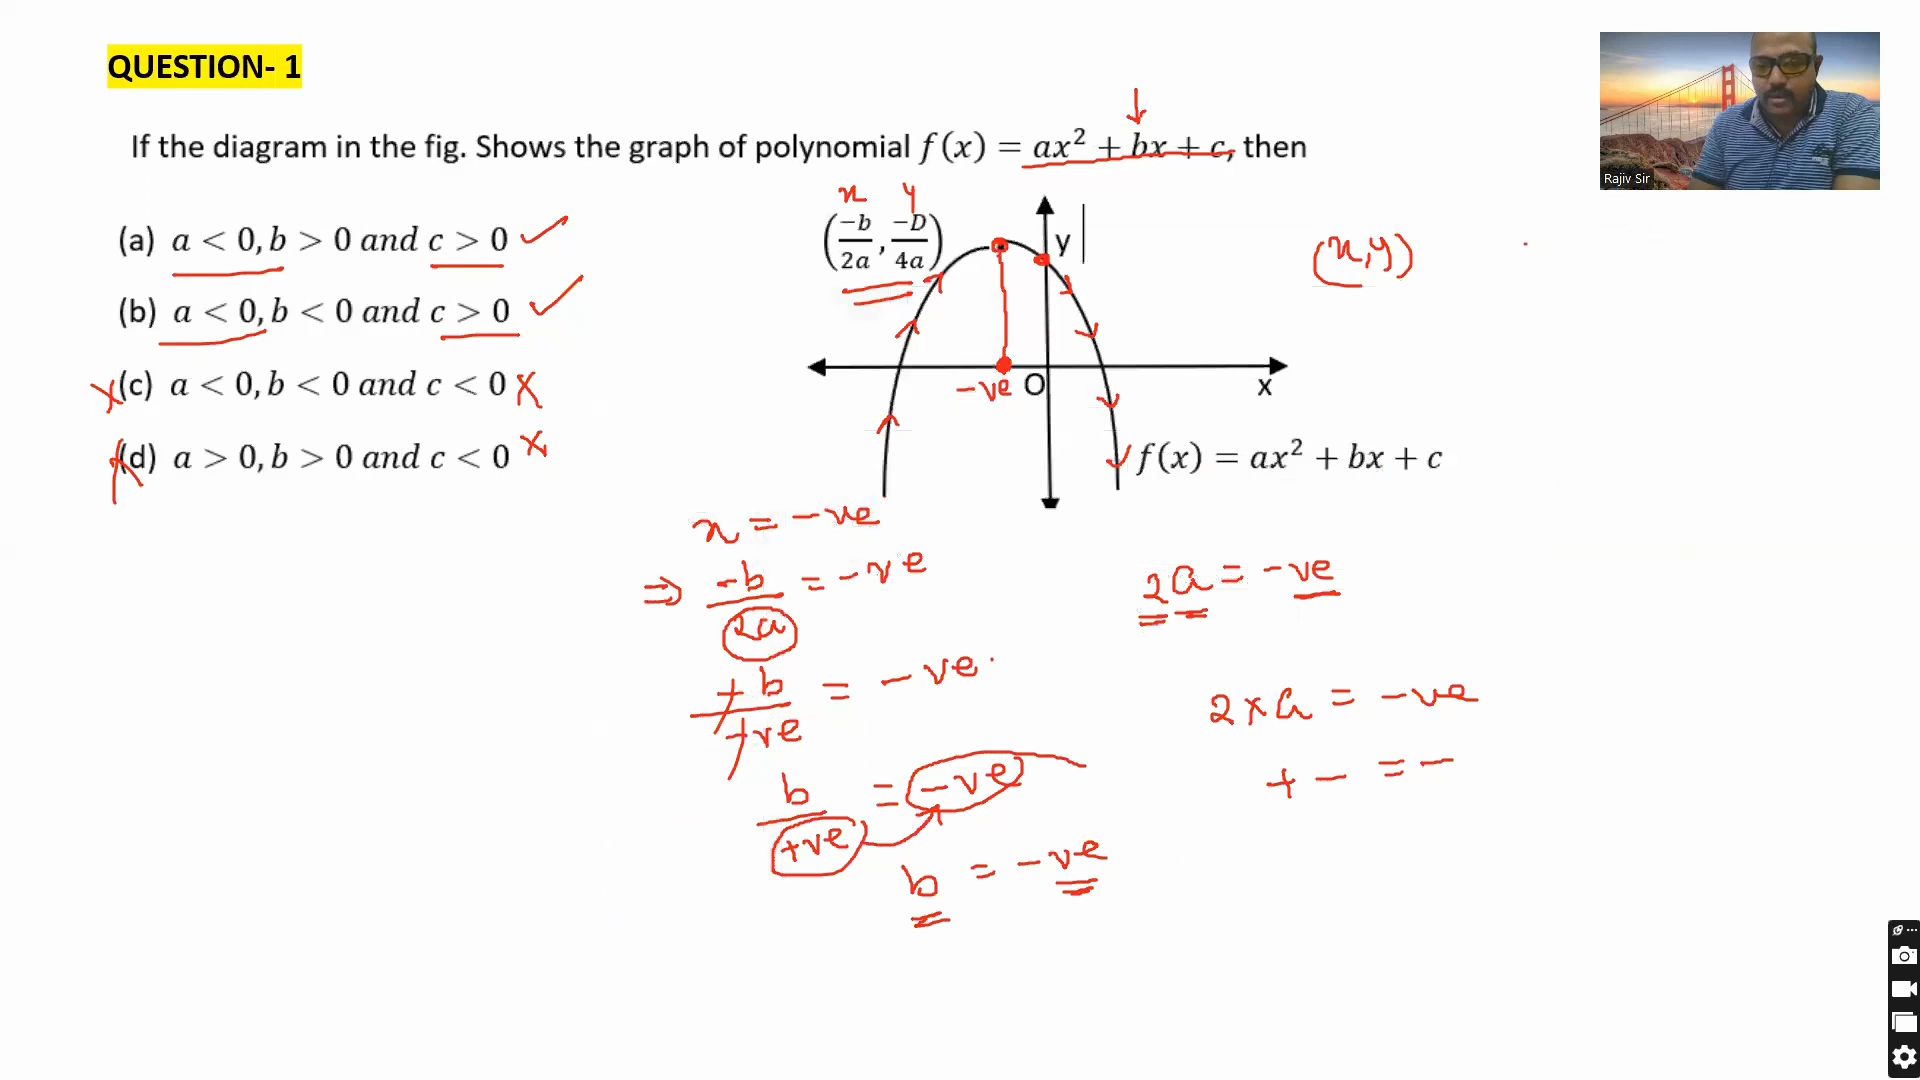 QUESTION- 1
If the diagram in the fig. Shows the graph of polynomial f(x) = ax² + bx + c, then
Rajiv Sir
(a) a < 0, b > 0 and c > 0 ✓
(b) a < 0, b < 0 and c > 0 ✓
x (c) a < 0, b < 0 and c < 0 x
x (d) a > 0, b > 0 and c < 0 x
x y
(-b/2a, -D/4a)
y
(x, y)
-ve O x
f(x) = ax² + bx + c
x = -ve
⇒ -b/2a = -ve
2a = -ve
+b/+ve = -ve
2 x a = -ve
+ - = -
b/+ve = -ve
b = -ve